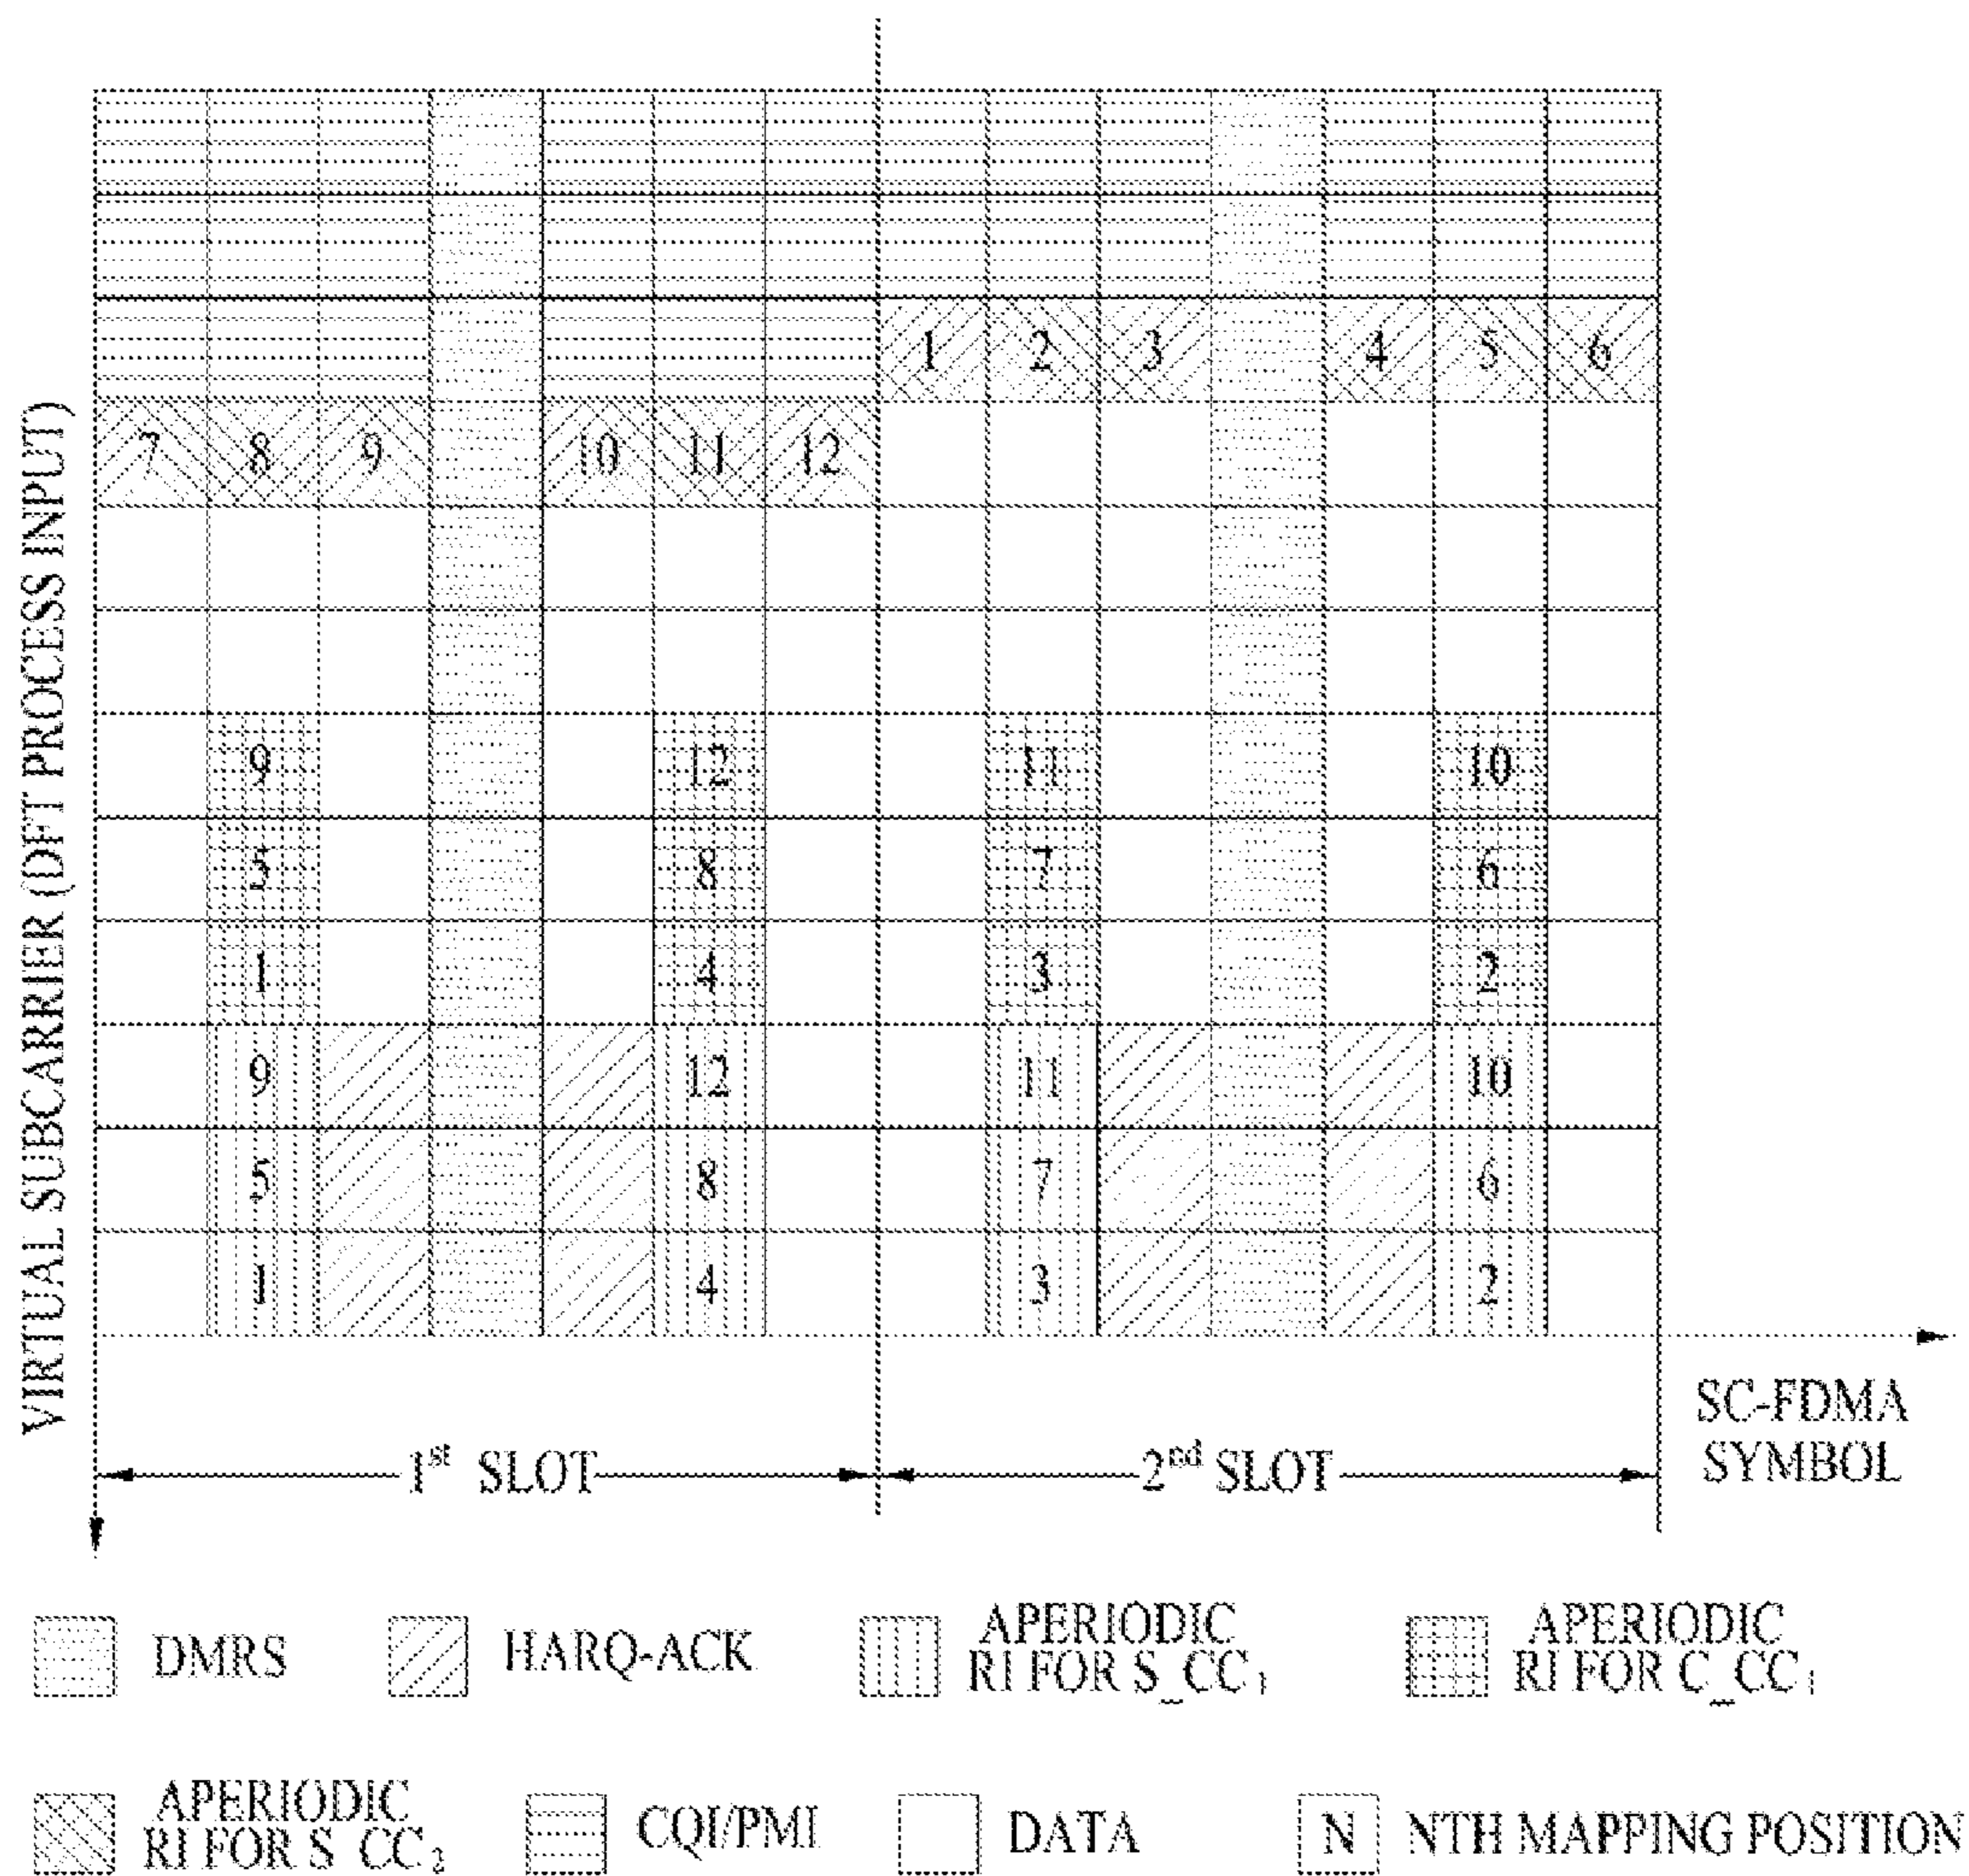 VIRTUAL SUBCARRIER (DFT PROCESS INPUT)
1 2 3 4 5 6
7 8 9 10 11 12
9 12 11 10
5 8 7 6
1 4 3 2
9 12 11 10
5 8 7 6
1 4 3 2
SC-FDMA
SYMBOL
1st SLOT 2nd SLOT
DMRS
HARQ-ACK
APERIODIC
RI FOR S_CC1
APERIODIC
RI FOR C_CC1
APERIODIC
RI FOR S_CC2
CQI/PMI
DATA
N NTH MAPPING POSITION